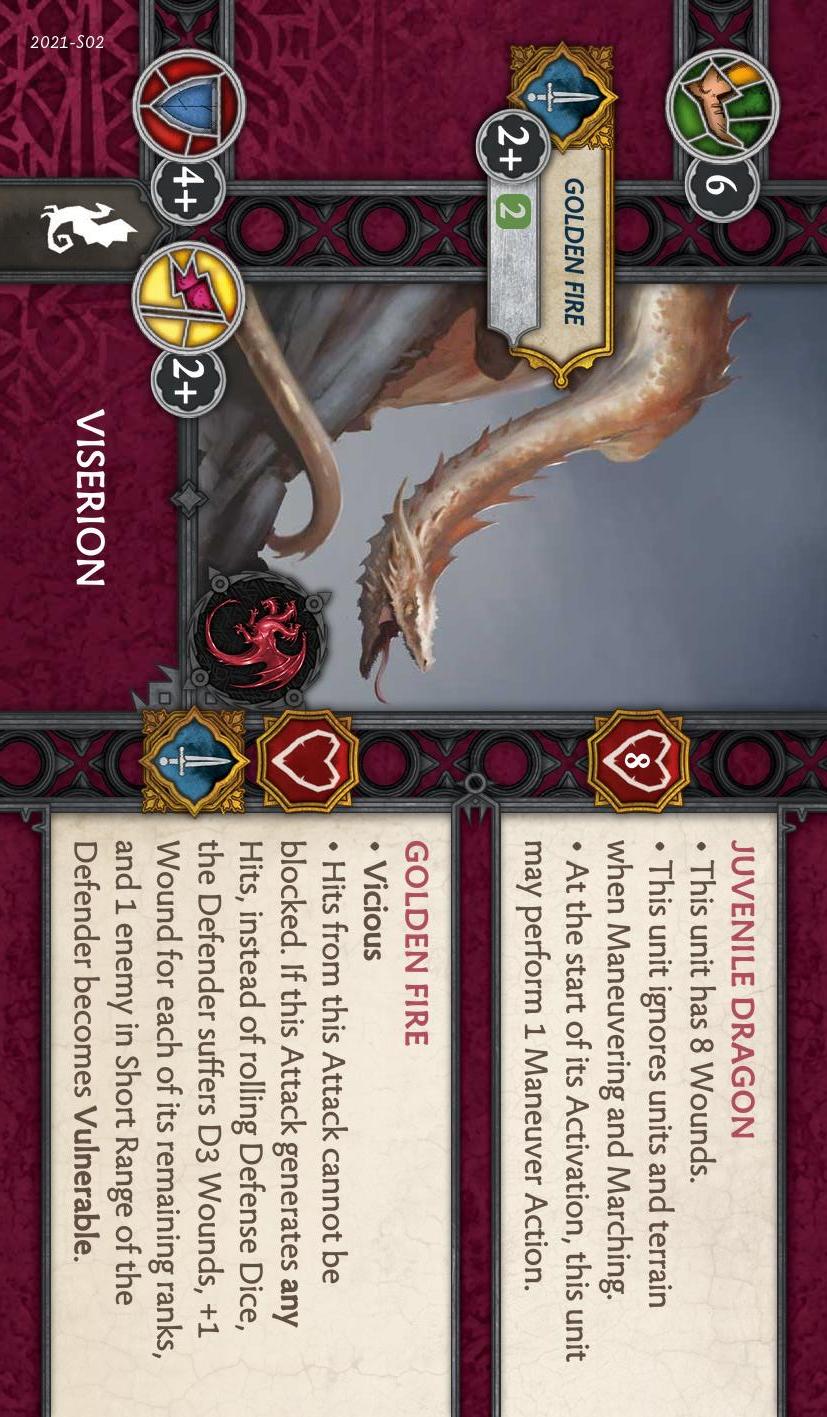 6
GOLDEN FIRE
2+
2
4+
2+
VISERION
8
JUVENILE DRAGON
• This unit has 8 Wounds.
• This unit ignores units and terrain
when Maneuvering and Marching.
• At the start of its Activation, this unit
may perform 1 Maneuver Action.
GOLDEN FIRE
• Vicious
• Hits from this Attack cannot be
blocked. If this Attack generates any
Hits, instead of rolling Defense Dice,
the Defender suffers D3 Wounds, +1
Wound for each of its remaining ranks,
and 1 enemy in Short Range of the
Defender becomes Vulnerable.
2021-S02